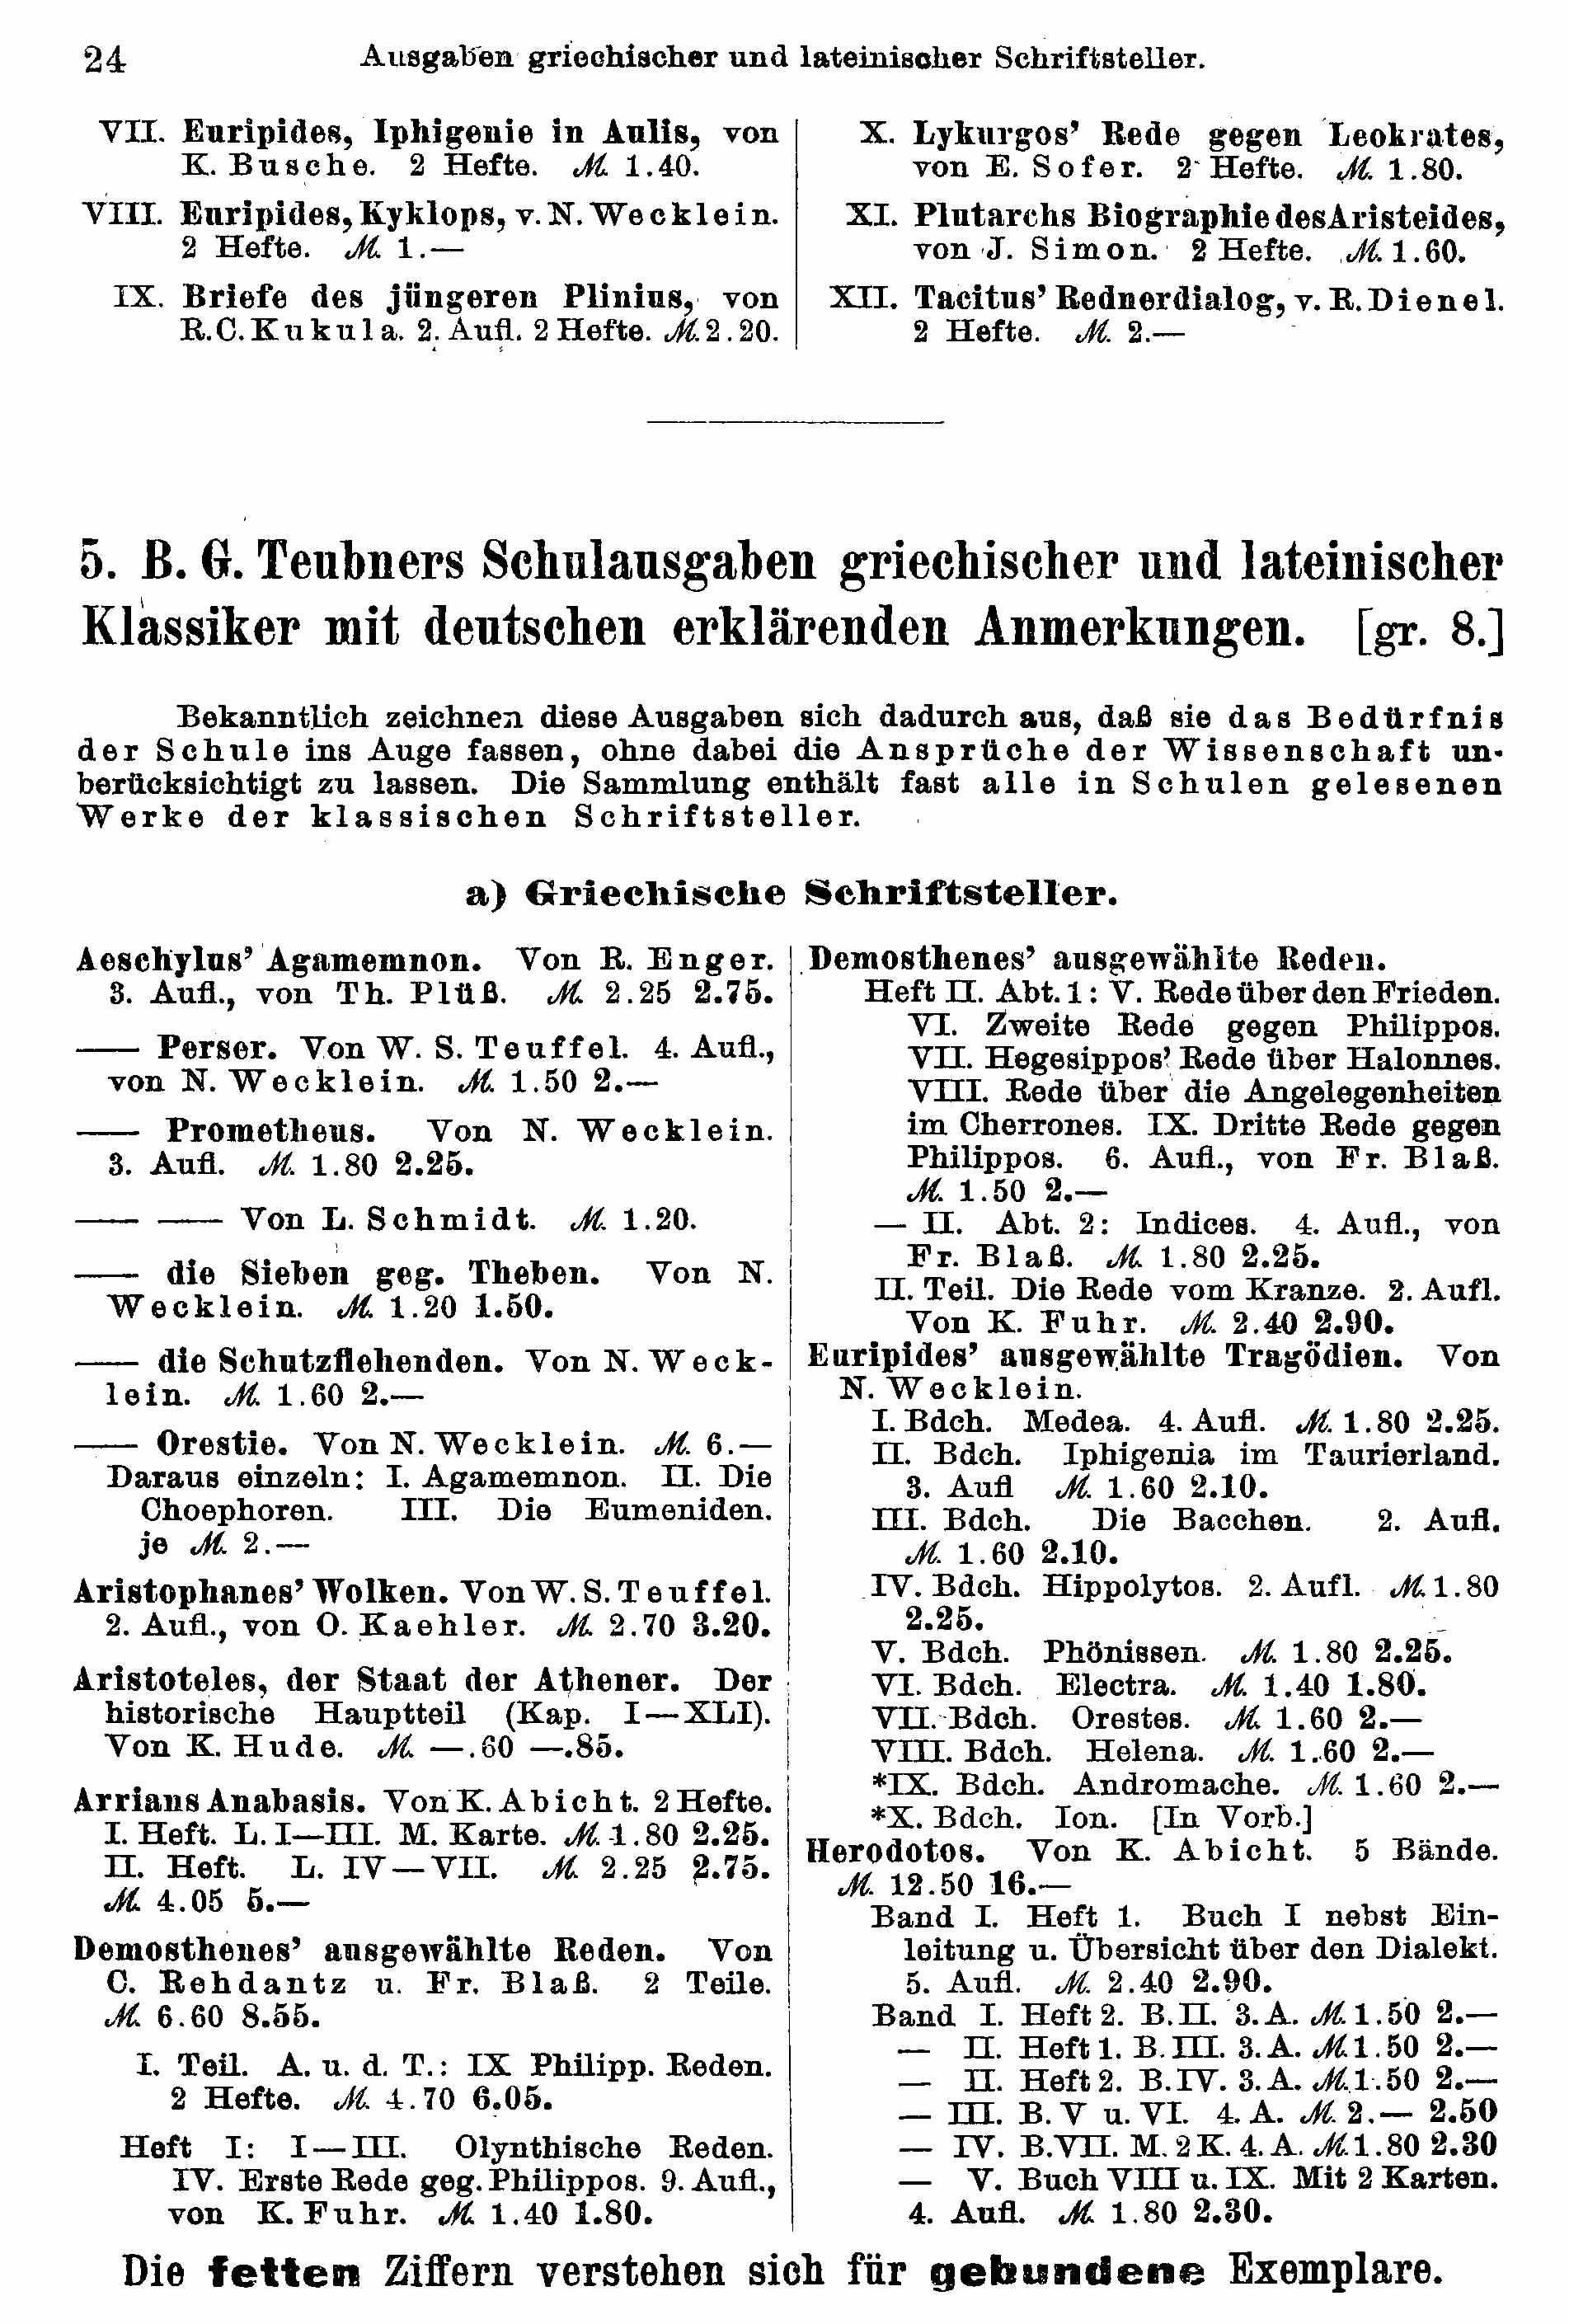 24 Ausgaben griechischer und lateinischer Schriftsteller.
VII. Euripides, Iphigenie in Aulis, von
K. Busche. 2 Hefte. ℳ 1.40.
VIII. Euripides, Kyklops, v. N. Wecklein.
2 Hefte. ℳ 1.—
IX. Briefe des jüngeren Plinius, von
R. C. Kukula. 2. Aufl. 2 Hefte. ℳ 2.20.
X. Lykurgos’ Rede gegen Leokrates,
von E. Sofer. 2 Hefte. ℳ 1.80.
XI. Plutarchs Biographie des Aristeides,
von J. Simon. 2 Hefte. ℳ 1.60.
XII. Tacitus’ Rednerdialog, v. R. Dienel.
2 Hefte. ℳ 2.—
5. B. G. Teubners Schulausgaben griechischer und lateinischer
Klassiker mit deutschen erklärenden Anmerkungen. [gr. 8.]
Bekanntlich zeichnen diese Ausgaben sich dadurch aus, daß sie das Bedürfnis
der Schule ins Auge fassen, ohne dabei die Ansprüche der Wissenschaft un-
berücksichtigt zu lassen. Die Sammlung enthält fast alle in Schulen gelesenen
Werke der klassischen Schriftsteller.
a) Griechische Schriftsteller.
Aeschylus’ Agamemnon. Von R. Enger.
3. Aufl., von Th. Plüß. ℳ 2.25 2.75.
—— Perser. Von W. S. Teuffel. 4. Aufl.,
von N. Wecklein. ℳ 1.50 2.—
—— Prometheus. Von N. Wecklein.
3. Aufl. ℳ 1.80 2.25.
—— —— Von L. Schmidt. ℳ 1.20.
—— die Sieben geg. Theben. Von N.
Wecklein. ℳ 1.20 1.50.
—— die Schutzflehenden. Von N. Weck-
lein. ℳ 1.60 2.—
—— Orestie. Von N. Wecklein. ℳ 6.—
Daraus einzeln: I. Agamemnon. II. Die
Choephoren. III. Die Eumeniden.
je ℳ 2.—
Aristophanes’ Wolken. Von W. S. Teuffel.
2. Aufl., von O. Kaehler. ℳ 2.70 3.20.
Aristoteles, der Staat der Athener. Der
historische Hauptteil (Kap. I—XLI).
Von K. Hude. ℳ —.60 —.85.
Arrians Anabasis. Von K. Abicht. 2 Hefte.
I. Heft. L. I—III. M. Karte. ℳ 1.80 2.25.
II. Heft. L. IV—VII. ℳ 2.25 2.75.
ℳ 4.05 5.—
Demosthenes’ ausgewählte Reden. Von
C. Rehdantz u. Fr. Blaß. 2 Teile.
ℳ 6.60 8.55.
I. Teil. A. u. d. T.: IX Philipp. Reden.
2 Hefte. ℳ 4.70 6.05.
Heft I: I—III. Olynthische Reden.
IV. Erste Rede geg. Philippos. 9. Aufl.,
von K. Fuhr. ℳ 1.40 1.80.
Demosthenes’ ausgewählte Reden.
Heft II. Abt. 1: V. Rede über den Frieden.
VI. Zweite Rede gegen Philippos.
VII. Hegesippos’ Rede über Halonnes.
VIII. Rede über die Angelegenheiten
im Cherrones. IX. Dritte Rede gegen
Philippos. 6. Aufl., von Fr. Blaß.
ℳ 1.50 2.—
— II. Abt. 2: Indices. 4. Aufl., von
Fr. Blaß. ℳ 1.80 2.25.
II. Teil. Die Rede vom Kranze. 2. Aufl.
Von K. Fuhr. ℳ 2.40 2.90.
Euripides’ ausgewählte Tragödien. Von
N. Wecklein.
I. Bdch. Medea. 4. Aufl. ℳ 1.80 2.25.
II. Bdch. Iphigenia im Taurierland.
3. Aufl ℳ 1.60 2.10.
III. Bdch. Die Bacchen. 2. Aufl.
ℳ 1.60 2.10.
IV. Bdch. Hippolytos. 2. Aufl. ℳ 1.80
2.25.
V. Bdch. Phönissen. ℳ 1.80 2.25.
VI. Bdch. Electra. ℳ 1.40 1.80.
VII. Bdch. Orestes. ℳ 1.60 2.—
VIII. Bdch. Helena. ℳ 1.60 2.—
*IX. Bdch. Andromache. ℳ 1.60 2.—
*X. Bdch. Ion. [In Vorb.]
Herodotos. Von K. Abicht. 5 Bände.
ℳ 12.50 16.—
Band I. Heft 1. Buch I nebst Ein-
leitung u. Übersicht über den Dialekt.
5. Aufl. ℳ 2.40 2.90.
Band I. Heft 2. B. II. 3. A. ℳ 1.50 2.—
— II. Heft 1. B. III. 3. A. ℳ 1.50 2.—
— II. Heft 2. B. IV. 3. A. ℳ 1.50 2.—
— III. B. V u. VI. 4. A. ℳ 2.— 2.50
— IV. B. VII. M. 2 K. 4. A. ℳ 1.80 2.30
— V. Buch VIII u. IX. Mit 2 Karten.
4. Aufl. ℳ 1.80 2.30.
Die fetten Ziffern verstehen sich für gebundene Exemplare.